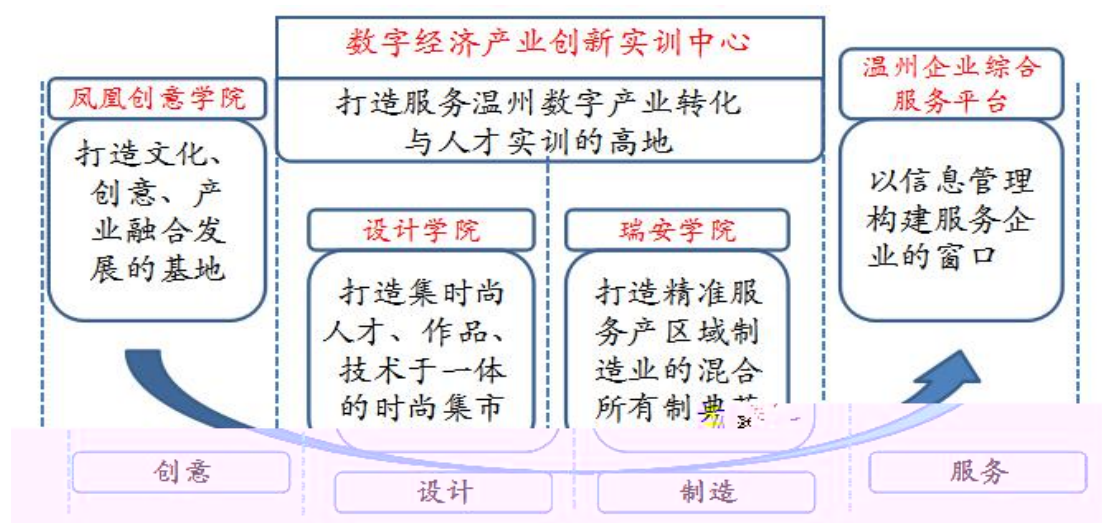 数字经济产业创新实训中心
打造服务温州数字产业转化
与人才实训的高地
凤凰创意学院
打造文化、
创意、产
业融合发
展的基地
设计学院
打造集时尚
人才、作品、
技术于一体
的时尚集市
瑞安学院
打造精准服
务产区域制
造业的混合
所有制典
温州企业综合
服务平台
以信息管理
构建服务企
业的窗口
创意
设计
制造
服务